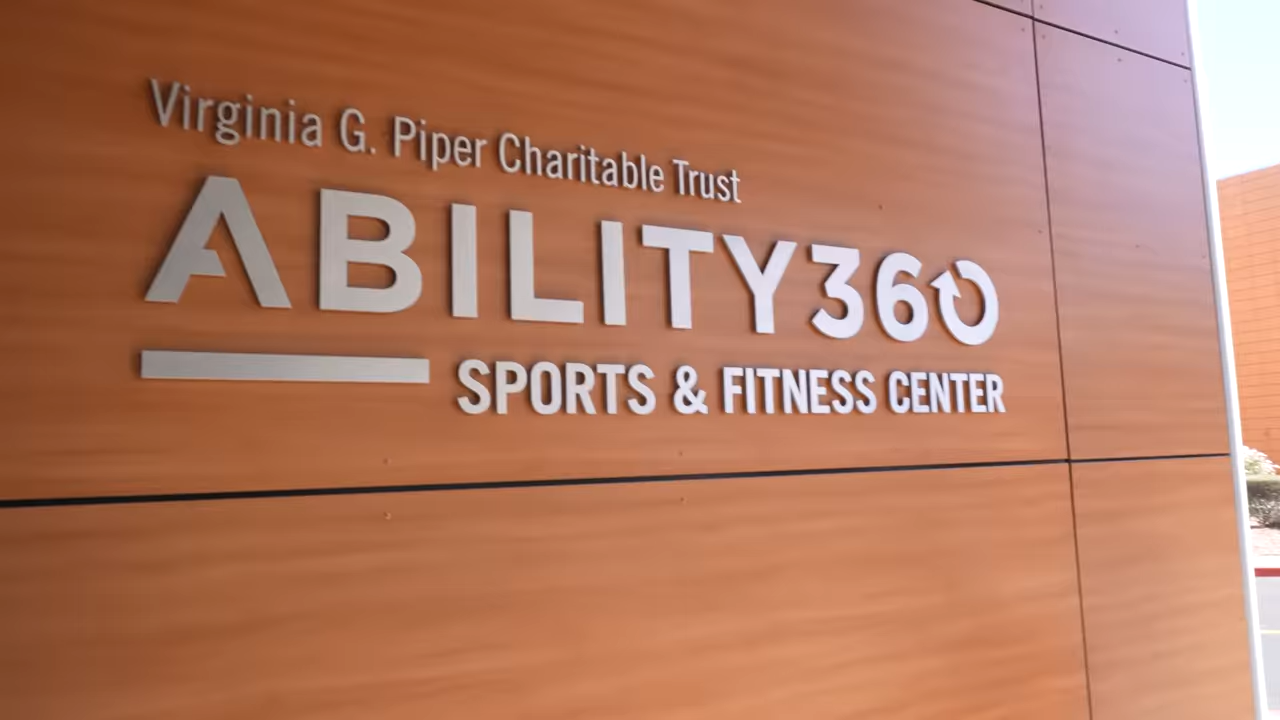 Virginia G. Piper Charitable Trust
ABILITY360
SPORTS & FITNESS CENTER